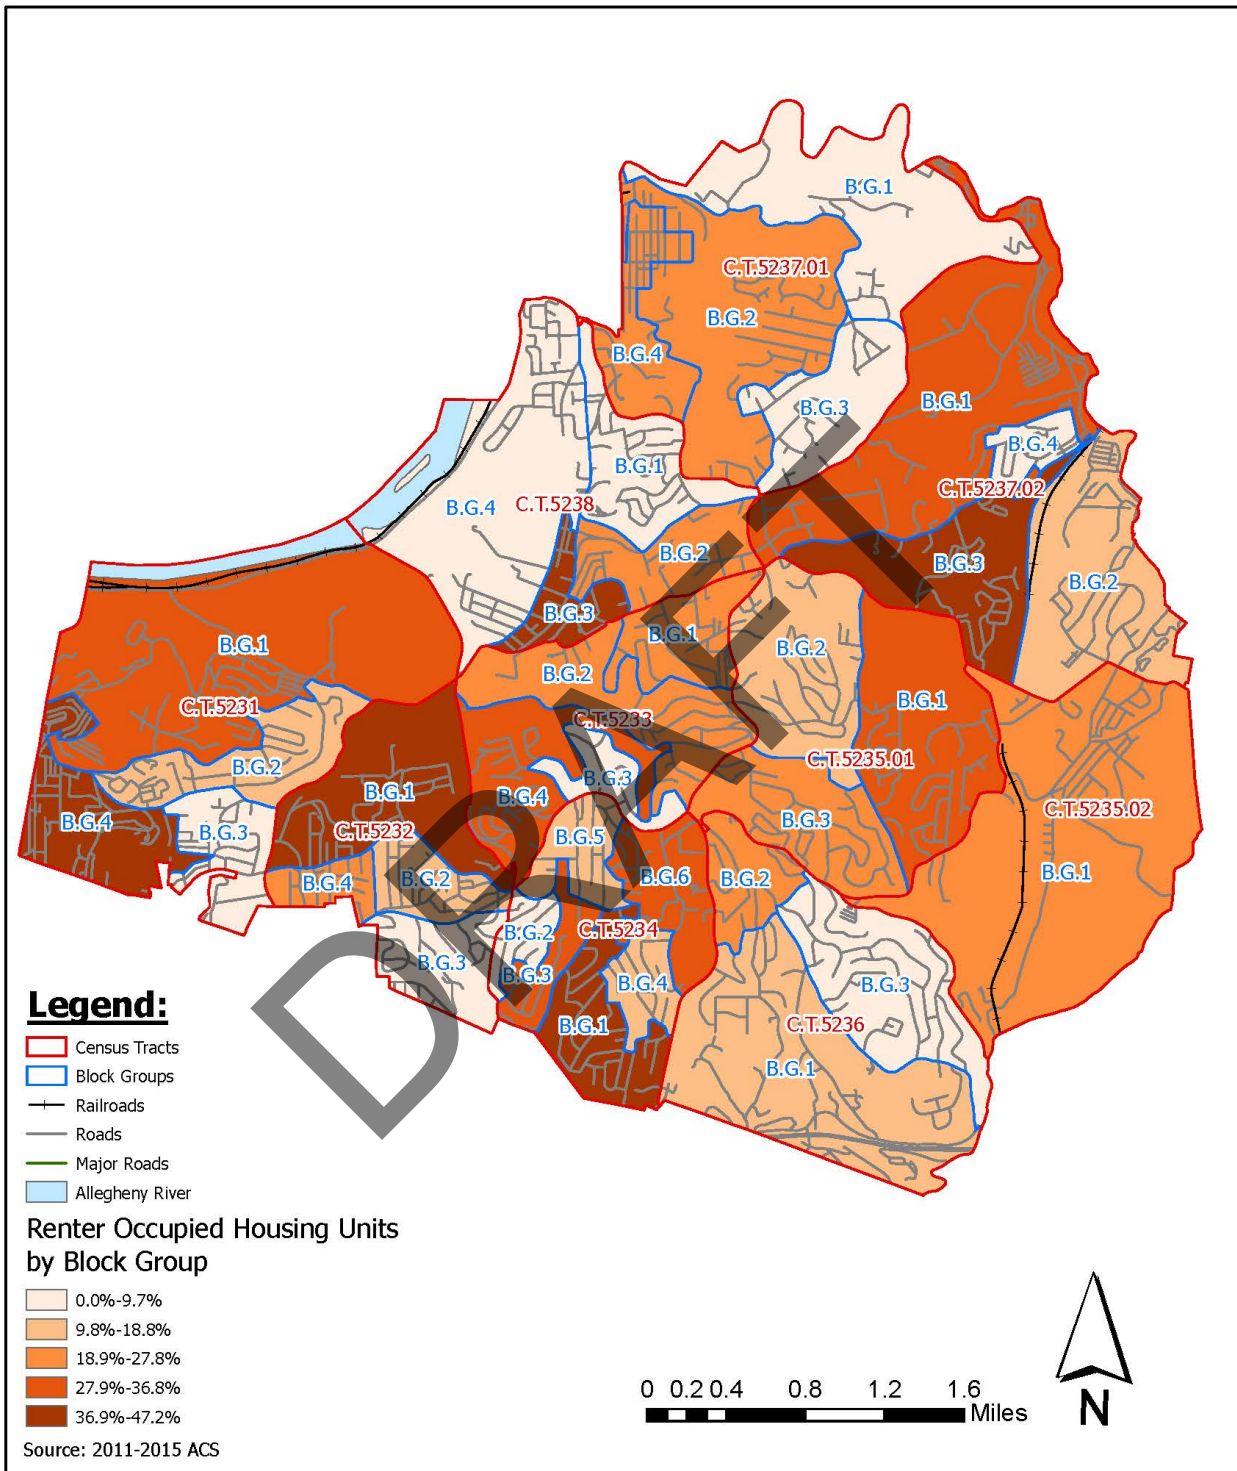 B.G.1
C.T.5237.01
B.G.2
B.G.4
B.G.1
B.G.3
B.G.4
B.G.1
C.T.5237.02
B.G.4
C.T.5238
B.G.2
B.G.3
B.G.2
B.G.3
B.G.1
B.G.1
B.G.2
B.G.2
B.G.1
C.T.5231
C.T.5233
C.T.5235.01
B.G.2
B.G.3
B.G.1
B.G.4
C.T.5235.02
B.G.4
B.G.3
C.T.5232
B.G.5
B.G.3
B.G.1
B.G.4
B.G.2
B.G.6
B.G.2
B.G.2
C.T.5234
B.G.3
B.G.3
B.G.4
B.G.3
B.G.1
C.T.5236
B.G.1
DRAFT
Legend:
Census Tracts
Block Groups
Railroads
Roads
Major Roads
Allegheny River
Renter Occupied Housing Units
by Block Group
0.0%-9.7%
9.8%-18.8%
18.9%-27.8%
27.9%-36.8%
36.9%-47.2%
Source: 2011-2015 ACS
0 0.2 0.4 0.8 1.2 1.6
Miles
N